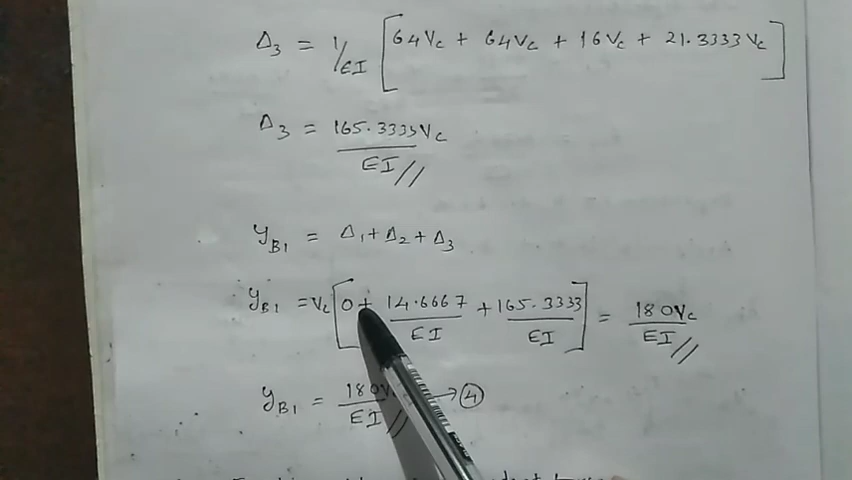 Δ₃ = 1/EI [64Vc + 64Vc + 16Vc + 21.3333Vc]
Δ₃ = 165.3333Vc / EI //
yB1 = Δ₁ + Δ₂ + Δ₃
yB1 = Vc [0 + 14.6667 / EI + 165.3333 / EI] = 180Vc / EI //
yB1 = 180V / EI // → ④